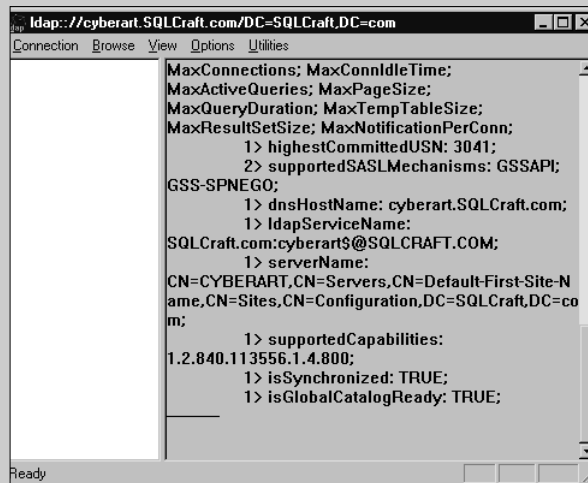 ldap
ldap:://cyberart.SQLCraft.com/DC=SQLCraft,DC=com
Connection Browse View Options Utilities
MaxConnections; MaxConnIdleTime;
MaxActiveQueries; MaxPageSize;
MaxQueryDuration; MaxTempTableSize;
MaxResultSetSize; MaxNotificationPerConn;
1> highestCommittedUSN: 3041;
2> supportedSASLMechanisms: GSSAPI;
GSS-SPNEGO;
1> dnsHostName: cyberart.SQLCraft.com;
1> ldapServiceName:
SQLCraft.com:cyberart$@SQLCRAFT.COM;
1> serverName:
CN=CYBERART,CN=Servers,CN=Default-First-Site-N
ame,CN=Sites,CN=Configuration,DC=SQLCraft,DC=co
m;
1> supportedCapabilities:
1.2.840.113556.1.4.800;
1> isSynchronized: TRUE;
1> isGlobalCatalogReady: TRUE;
Ready